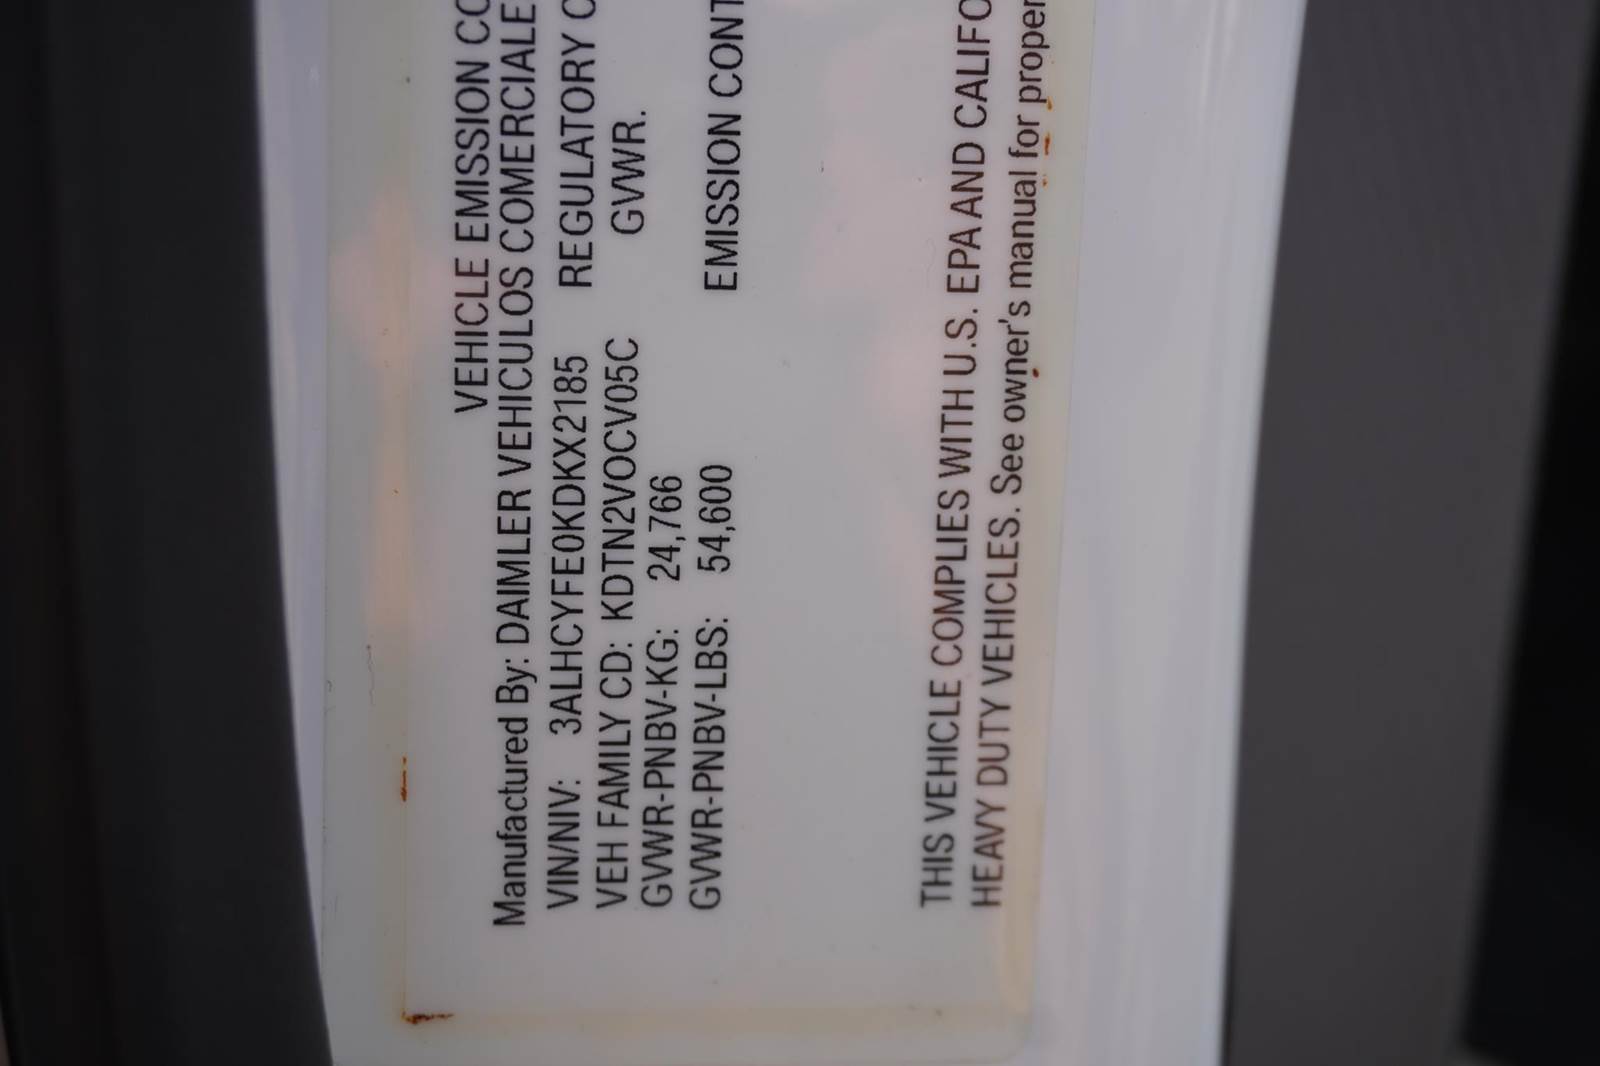 VEHICLE EMISSION CO
Manufactured By: DAIMLER VEHICULOS COMERCIALE
VIN/NIV: 3ALHCYFE0KDKX2185 REGULATORY C
VEH FAMILY CD: KDTN2VOCV05C GVWR.
GVWR-PNBV-KG: 24,766
GVWR-PNBV-LBS: 54,600 EMISSION CONT
THIS VEHICLE COMPLIES WITH U.S. EPA AND CALIFO
HEAVY DUTY VEHICLES. See owner's manual for proper